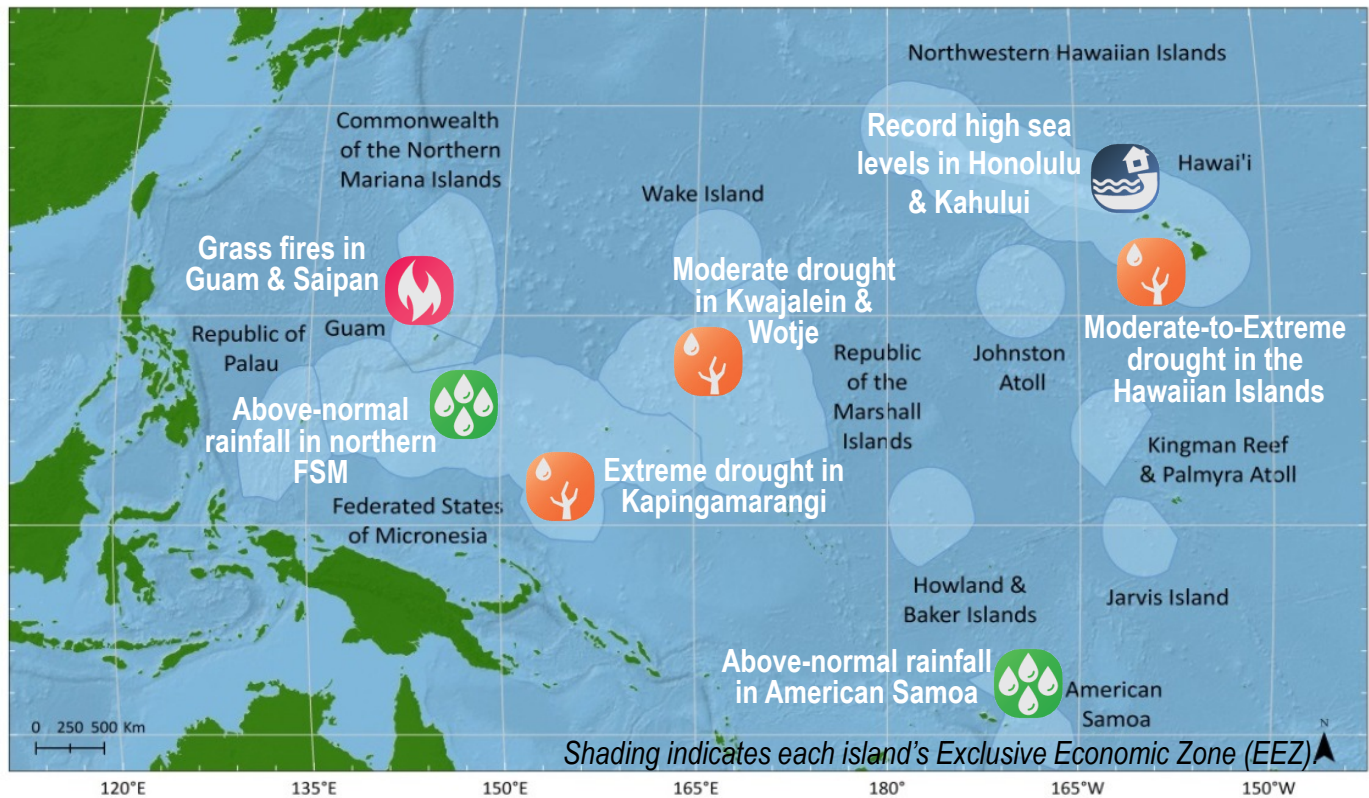 Northwestern Hawaiian Islands
Commonwealth
of the Northern
Mariana Islands
Record high sea
levels in Honolulu
& Kahului
Hawai'i
Wake Island
Grass fires in
Guam & Saipan
Moderate drought
in Kwajalein &
Wotje
Republic of
Palau
Guam
Republic
of the
Marshall
Islands
Johnston
Atoll
Moderate-to-Extreme
drought in the
Hawaiian Islands
Above-normal
rainfall in northern
FSM
Extreme drought in
Kapingamarangi
Kingman Reef
& Palmyra Atoll
Federated States
of Micronesia
Howland &
Baker Islands
Jarvis Island
Above-normal rainfall
in American Samoa
American
Samoa
0 250 500 Km
N
Shading indicates each island's Exclusive Economic Zone (EEZ)
120°E 135°E 150°E 165°E 180° 165°W 150°W